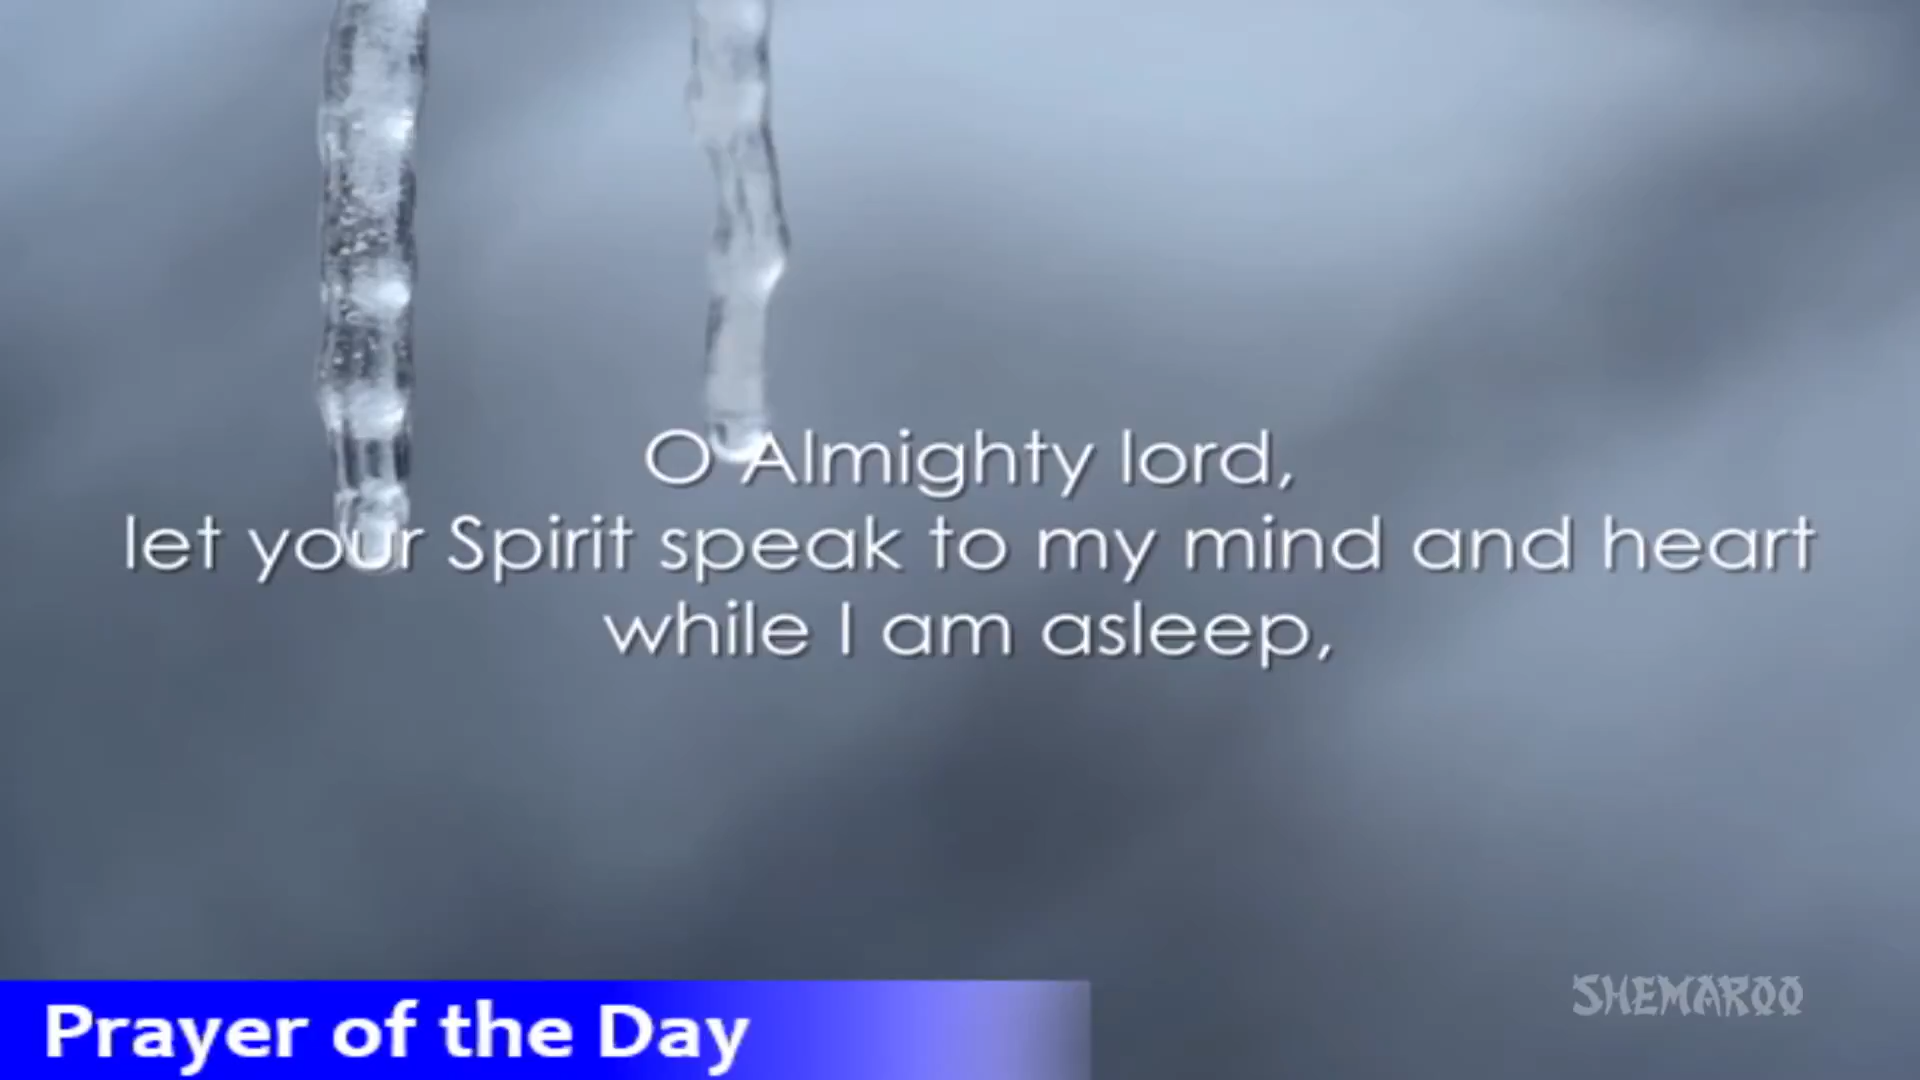 O Almighty lord,
let your Spirit speak to my mind and heart
while I am asleep,
Prayer of the Day
SHEMAROO